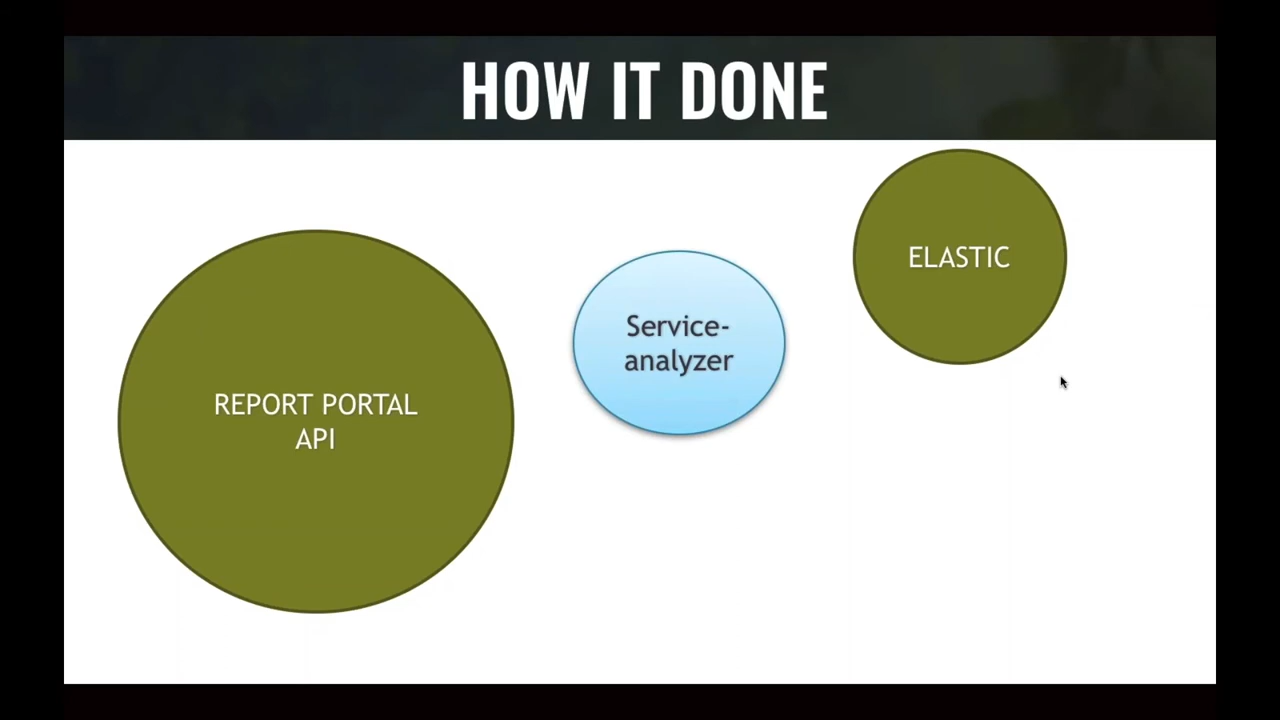 HOW IT DONE
REPORT PORTAL
API
Service-
analyzer
ELASTIC